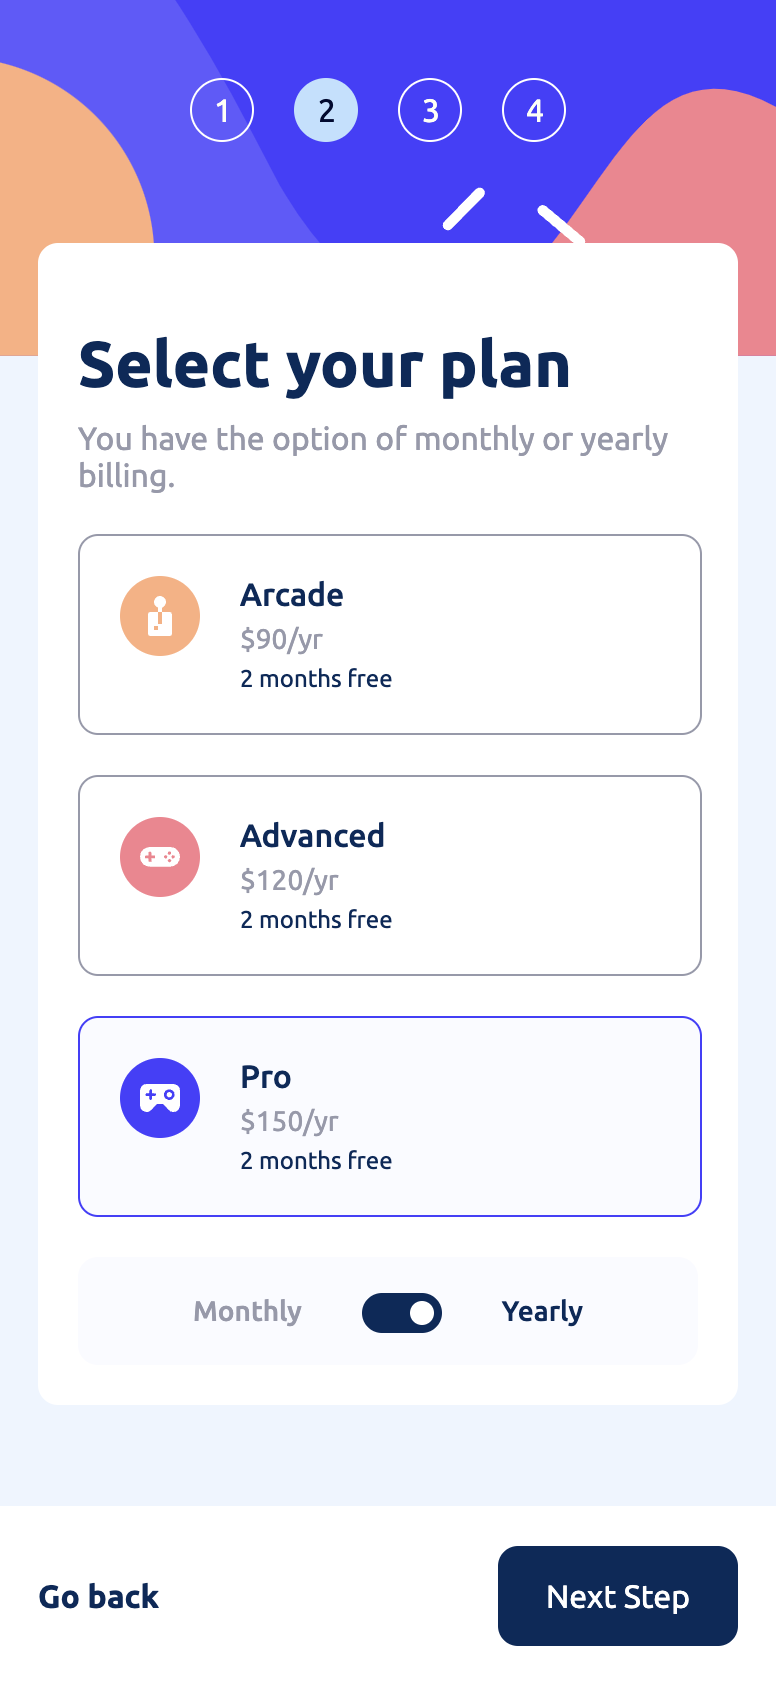 1 2 3 4
Select your plan
You have the option of monthly or yearly
billing.
Arcade
$90/yr
2 months free
Advanced
$120/yr
2 months free
Pro
$150/yr
2 months free
Monthly Yearly
Go back Next Step